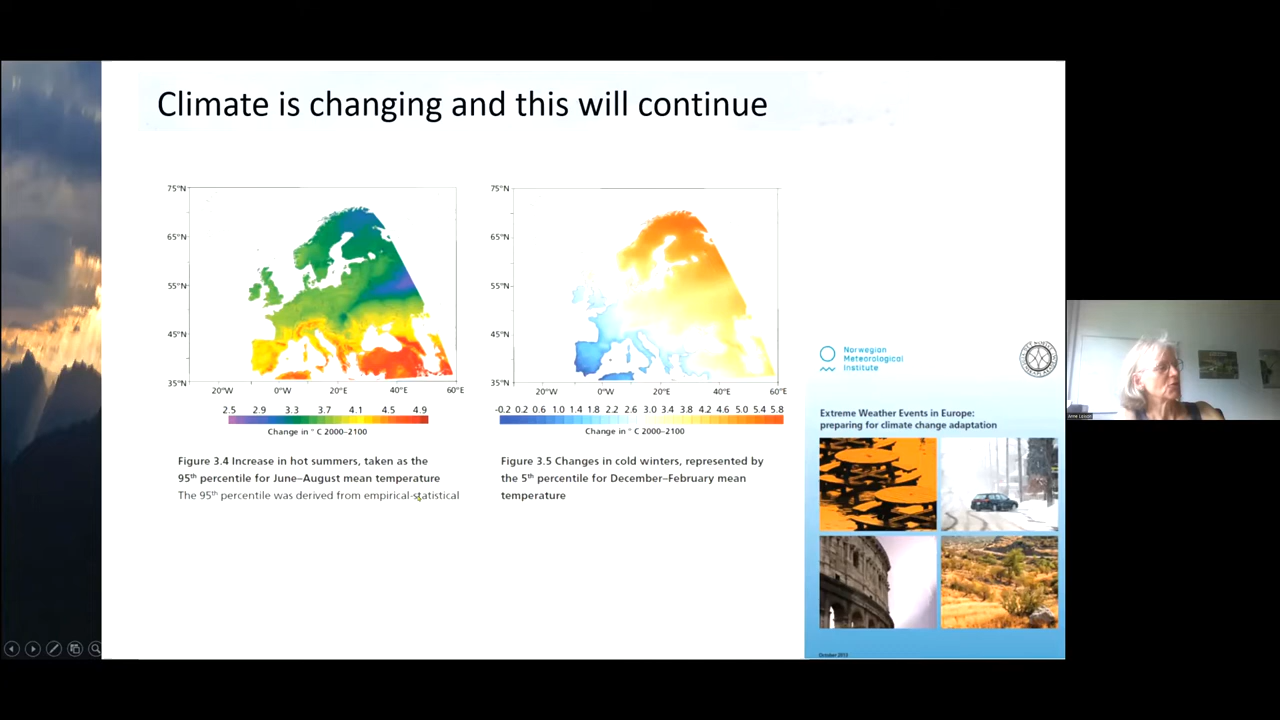 Climate is changing and this will continue
75°N
65°N
55°N
45°N
35°N
20°W 0°W 20°E 40°E 60°E
2.5 2.9 3.3 3.7 4.1 4.5 4.9
Change in ° C 2000–2100
Figure 3.4 Increase in hot summers, taken as the
95th percentile for June–August mean temperature
The 95th percentile was derived from empirical-statistical
75°N
65°N
55°N
45°N
35°N
20°W 0°W 20°E 40°E 60°E
-0.2 0.2 0.6 1.0 1.4 1.8 2.2 2.6 3.0 3.4 3.8 4.2 4.6 5.0 5.4 5.8
Change in ° C 2000–2100
Figure 3.5 Changes in cold winters, represented by
the 5th percentile for December–February mean
temperature
Norwegian
Meteorological
Institute
Extreme Weather Events in Europe:
preparing for climate change adaptation
October 2013